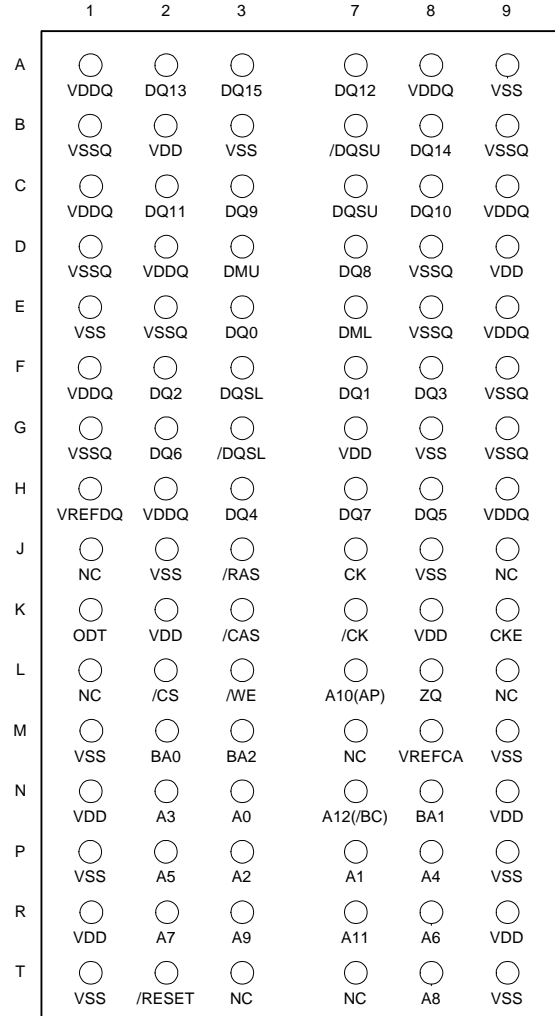 1 2 3 7 8 9
A
VDDQ DQ13 DQ15 DQ12 VDDQ VSS
B
VSSQ VDD VSS /DQSU DQ14 VSSQ
C
VDDQ DQ11 DQ9 DQSU DQ10 VDDQ
D
VSSQ VDDQ DMU DQ8 VSSQ VDD
E
VSS VSSQ DQ0 DML VSSQ VDDQ
F
VDDQ DQ2 DQSL DQ1 DQ3 VSSQ
G
VSSQ DQ6 /DQSL VDD VSS VSSQ
H
VREFDQ VDDQ DQ4 DQ7 DQ5 VDDQ
J
NC VSS /RAS CK VSS NC
K
ODT VDD /CAS /CK VDD CKE
L
NC /CS /WE A10(AP) ZQ NC
M
VSS BA0 BA2 NC VREFCA VSS
N
VDD A3 A0 A12(/BC) BA1 VDD
P
VSS A5 A2 A1 A4 VSS
R
VDD A7 A9 A11 A6 VDD
T
VSS /RESET NC NC A8 VSS